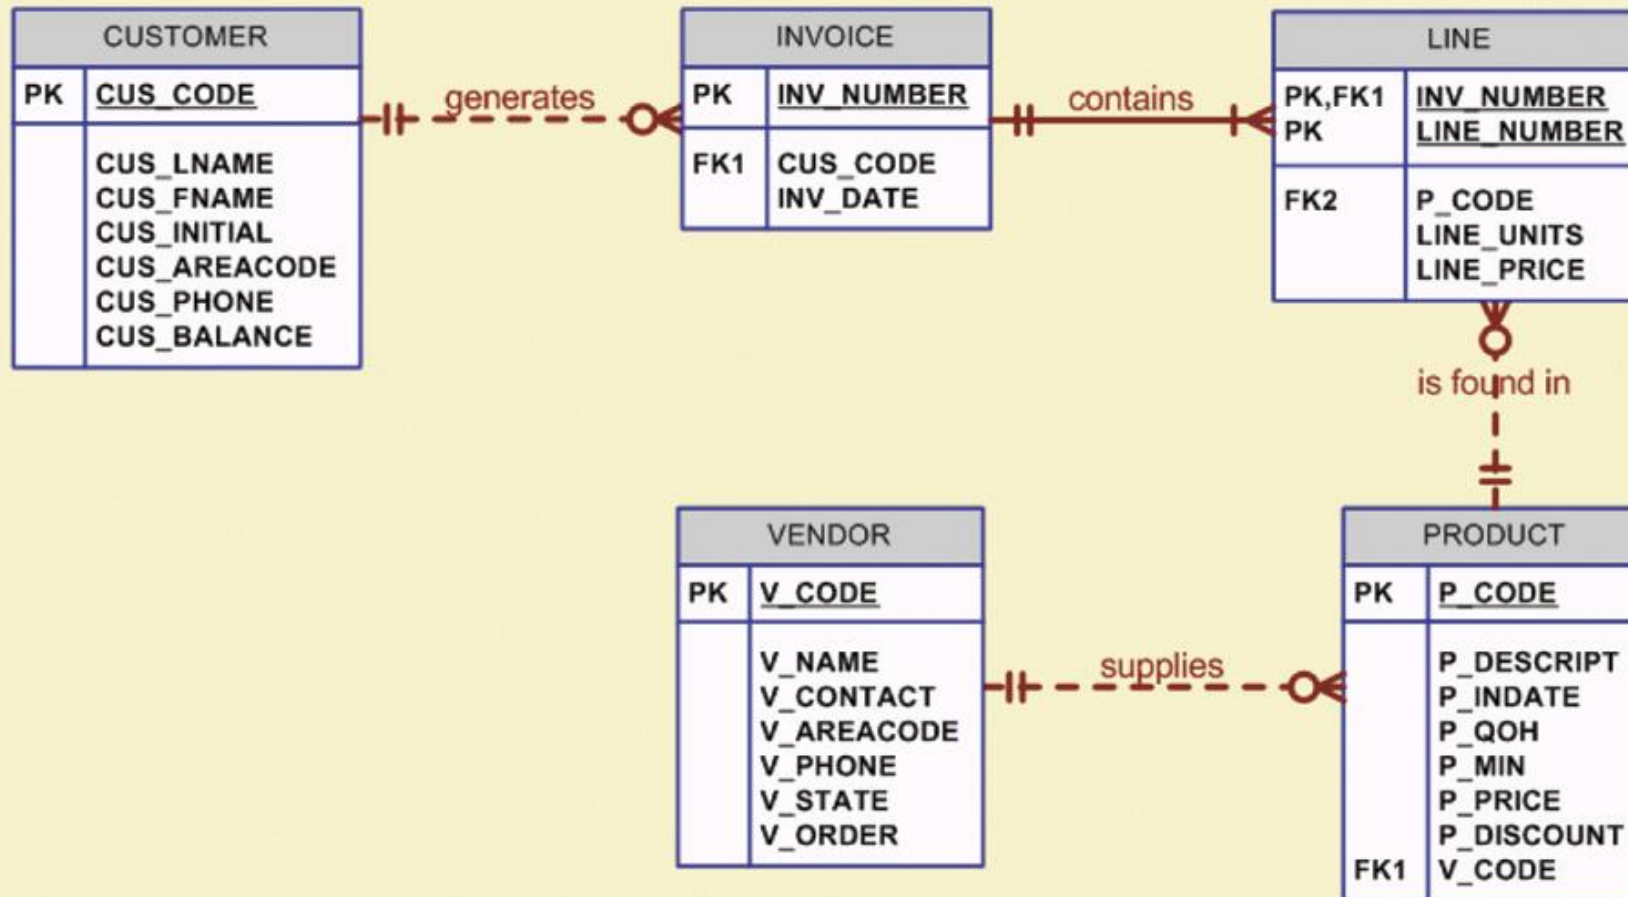 CUSTOMER
PK CUS_CODE
CUS_LNAME
CUS_FNAME
CUS_INITIAL
CUS_AREACODE
CUS_PHONE
CUS_BALANCE
generates
INVOICE
PK INV_NUMBER
FK1 CUS_CODE
INV_DATE
contains
LINE
PK,FK1 INV_NUMBER
PK LINE_NUMBER
FK2 P_CODE
LINE_UNITS
LINE_PRICE
is found in
VENDOR
PK V_CODE
V_NAME
V_CONTACT
V_AREACODE
V_PHONE
V_STATE
V_ORDER
supplies
PRODUCT
PK P_CODE
P_DESCRIPT
P_INDATE
P_QOH
P_MIN
P_PRICE
P_DISCOUNT
FK1 V_CODE